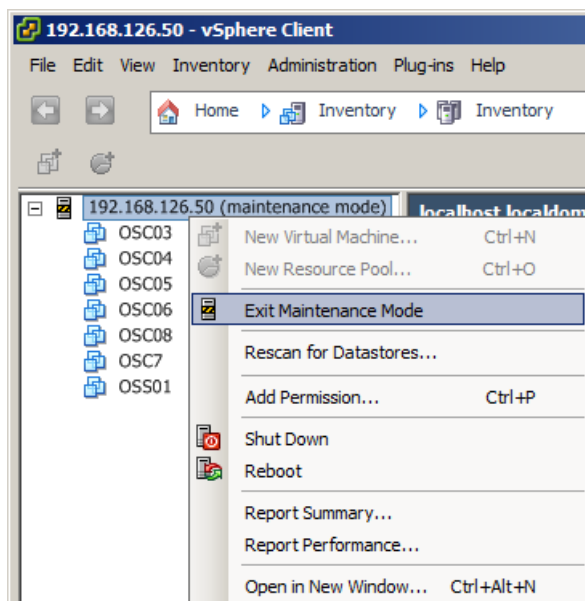 192.168.126.50 - vSphere Client
File Edit View Inventory Administration Plug-ins Help
Home Inventory Inventory
192.168.126.50 (maintenance mode)
localhost.localdom
OSC03
OSC04
OSC05
OSC06
OSC08
OSC7
OSS01
New Virtual Machine... Ctrl+N
New Resource Pool... Ctrl+O
Exit Maintenance Mode
Rescan for Datastores...
Add Permission... Ctrl+P
Shut Down
Reboot
Report Summary...
Report Performance...
Open in New Window... Ctrl+Alt+N